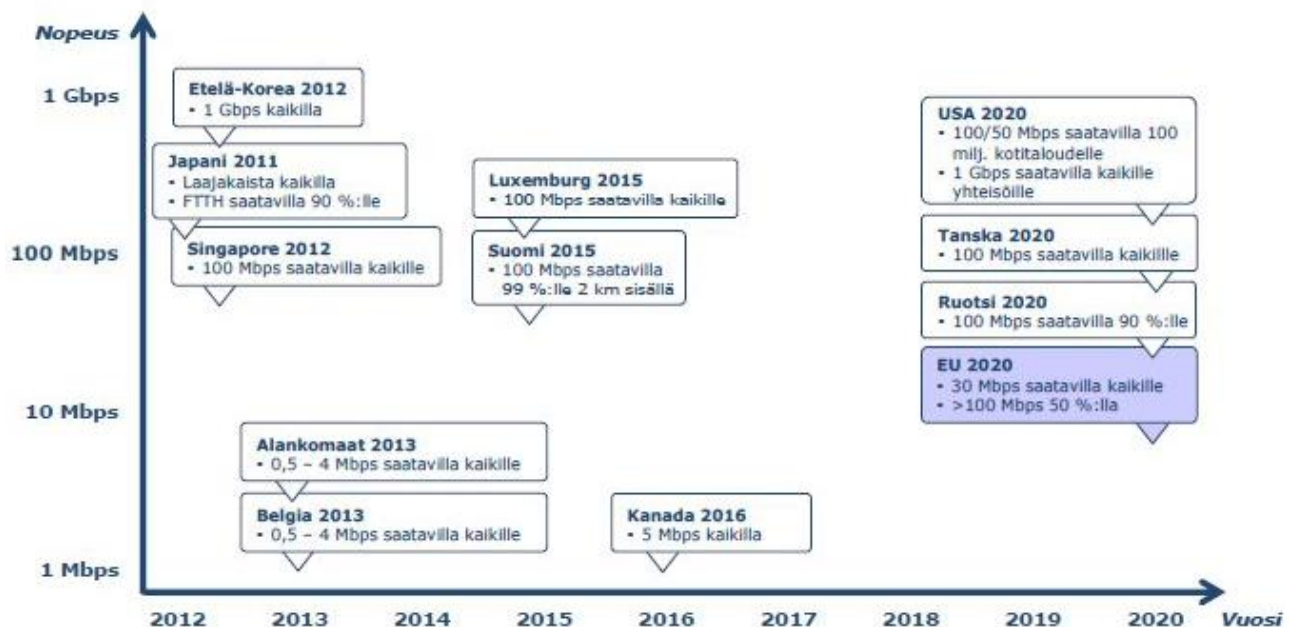 Nopeus
1 Gbps
100 Mbps
10 Mbps
1 Mbps
Etelä-Korea 2012
▪ 1 Gbps kaikilla
Japani 2011
▪ Laajakaista kaikilla
▪ FTTH saatavilla 90 %:lle
Singapore 2012
▪ 100 Mbps saatavilla kaikille
Luxemburg 2015
▪ 100 Mbps saatavilla kaikille
Suomi 2015
▪ 100 Mbps saatavilla
99 %:lle 2 km sisällä
USA 2020
▪ 100/50 Mbps saatavilla 100
milj. kotitaloudelle
▪ 1 Gbps saatavilla kaikille
yhteisöille
Tanska 2020
▪ 100 Mbps saatavilla kaikillle
Ruotsi 2020
▪ 100 Mbps saatavilla 90 %:lle
EU 2020
▪ 30 Mbps saatavilla kaikille
▪ >100 Mbps 50 %:lla
Alankomaat 2013
▪ 0,5 – 4 Mbps saatavilla kaikille
Belgia 2013
▪ 0,5 – 4 Mbps saatavilla kaikille
Kanada 2016
▪ 5 Mbps kaikilla
2012 2013 2014 2015 2016 2017 2018 2019 2020 Vuosi